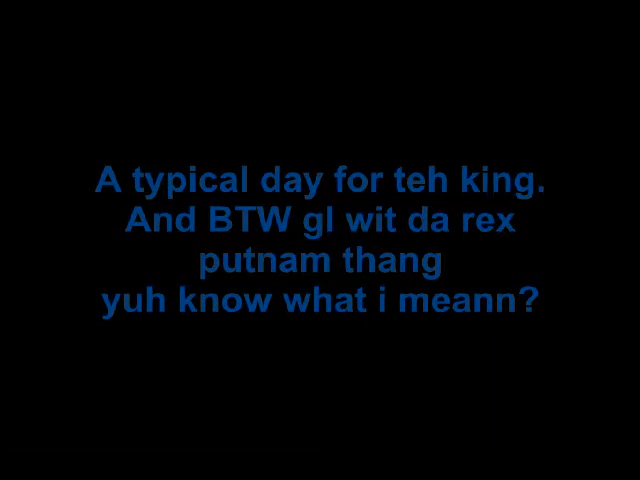 A typical day for teh king.
And BTW gl wit da rex
putnam thang
yuh know what i meann?